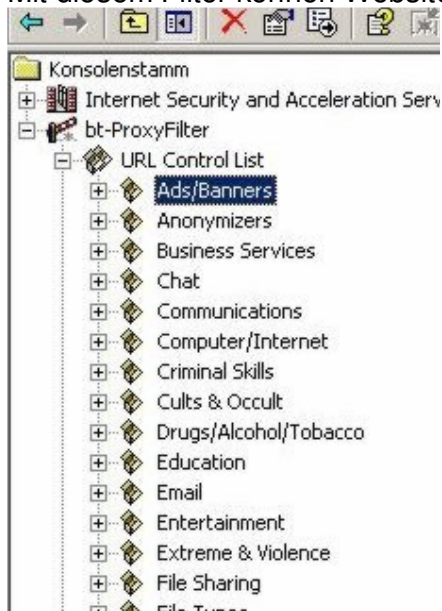 Mit diesem Filter können Website
Konsolenstamm
Internet Security and Acceleration Serv
bt-ProxyFilter
URL Control List
Ads/Banners
Anonymizers
Business Services
Chat
Communications
Computer/Internet
Criminal Skills
Cults & Occult
Drugs/Alcohol/Tobacco
Education
Email
Entertainment
Extreme & Violence
File Sharing
File Types